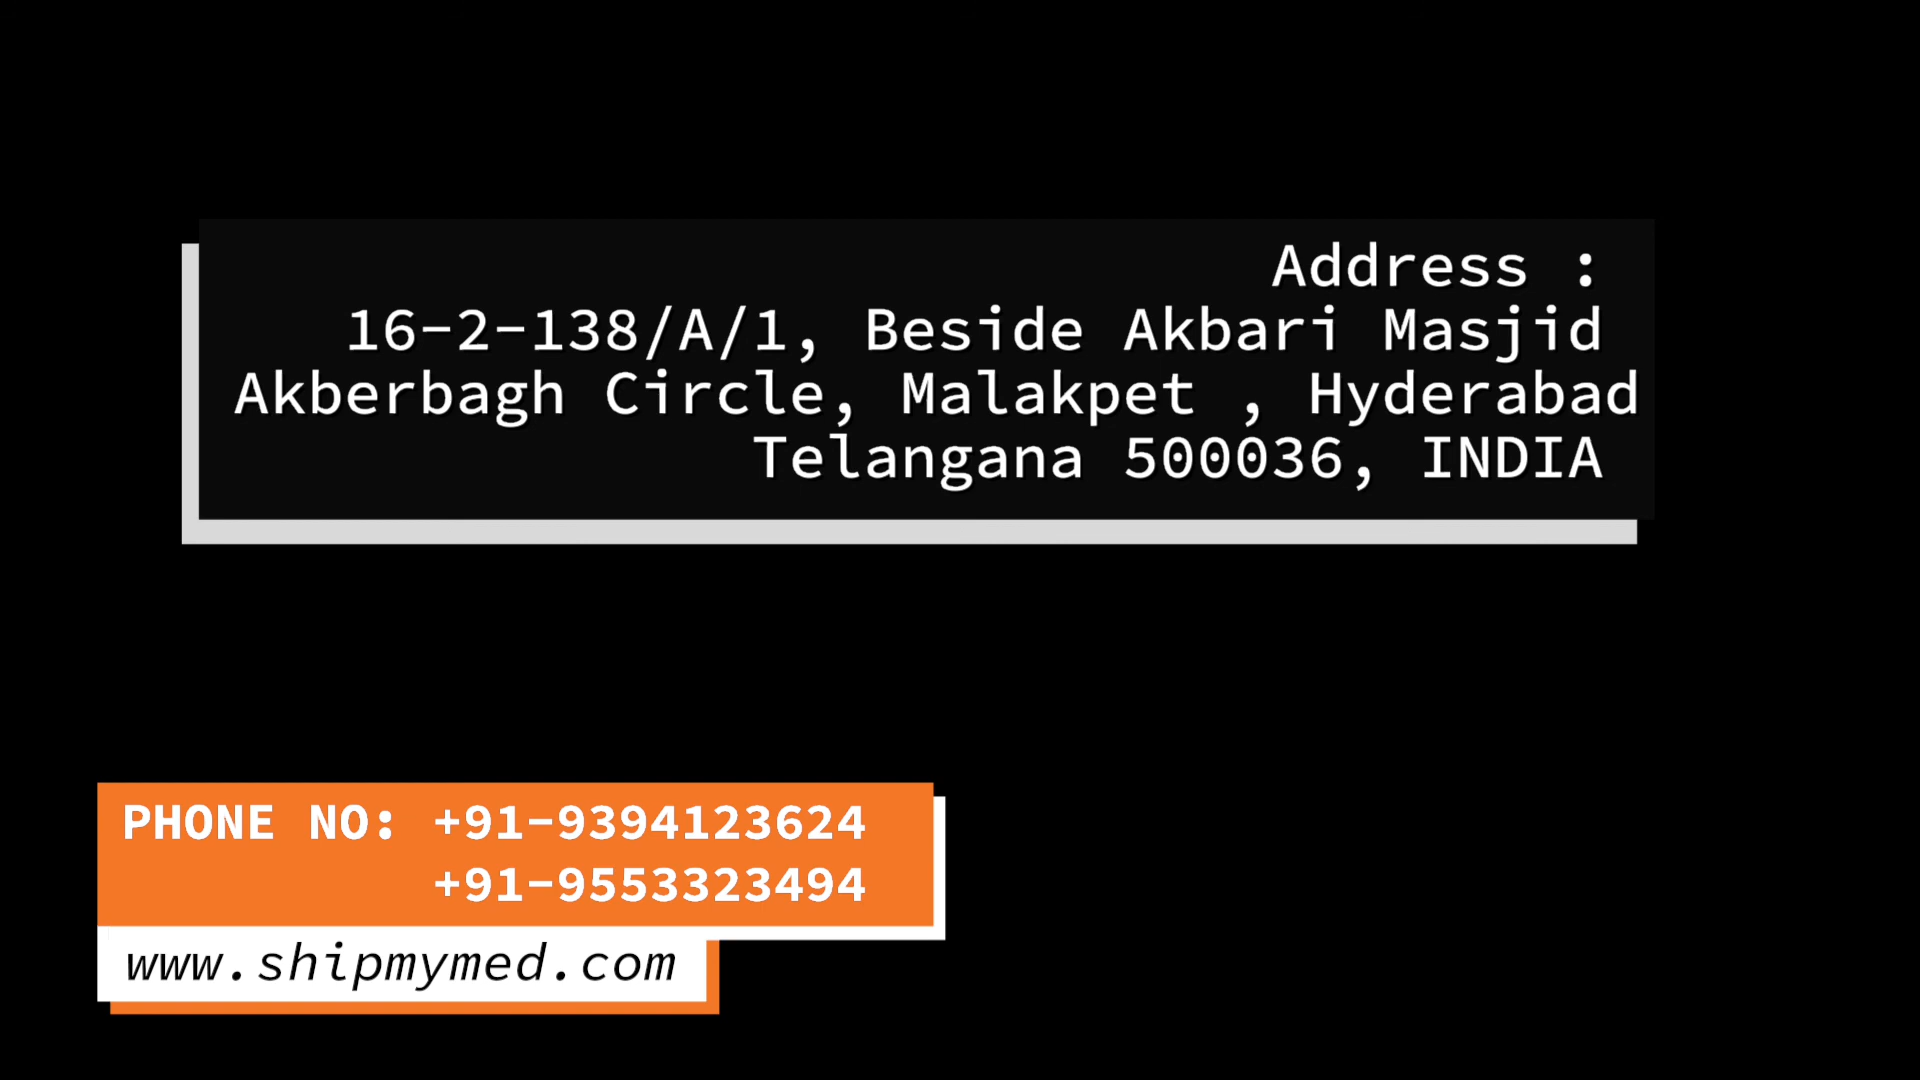 Address :
16-2-138/A/1, Beside Akbari Masjid
Akberbagh Circle, Malakpet , Hyderabad
Telangana 500036, INDIA
PHONE NO: +91-9394123624
+91-9553323494
www.shipmymed.com